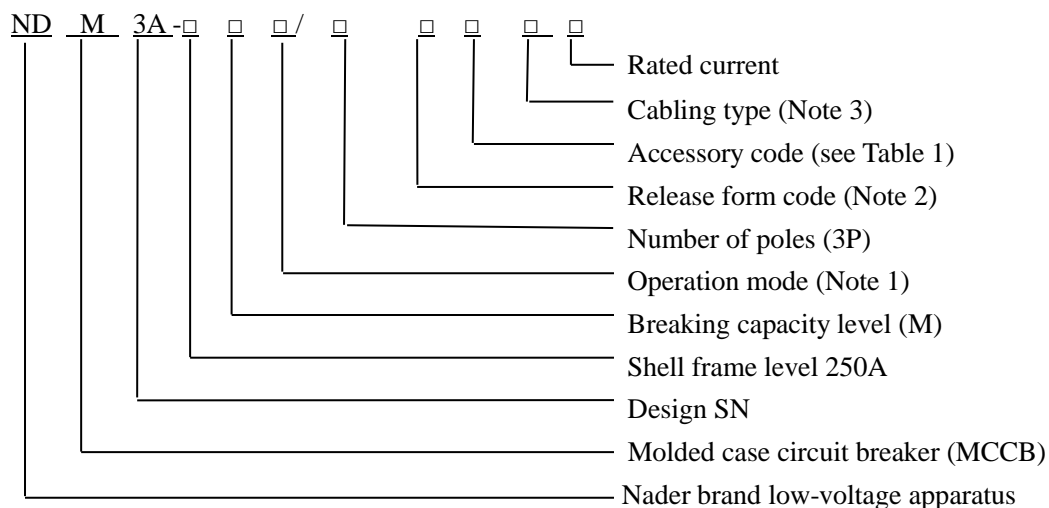 ND M 3A-□ □ □/ □ □ □ □ □
Rated current
Cabling type (Note 3)
Accessory code (see Table 1)
Release form code (Note 2)
Number of poles (3P)
Operation mode (Note 1)
Breaking capacity level (M)
Shell frame level 250A
Design SN
Molded case circuit breaker (MCCB)
Nader brand low-voltage apparatus